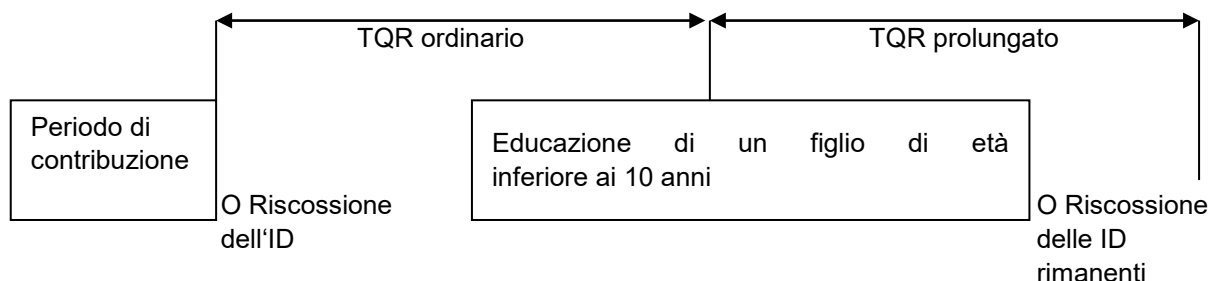 TQR ordinario
TQR prolungato
Periodo di
contribuzione
Educazione di un figlio di età
inferiore ai 10 anni
O Riscossione
dell‘ID
O Riscossione
delle ID
rimanenti